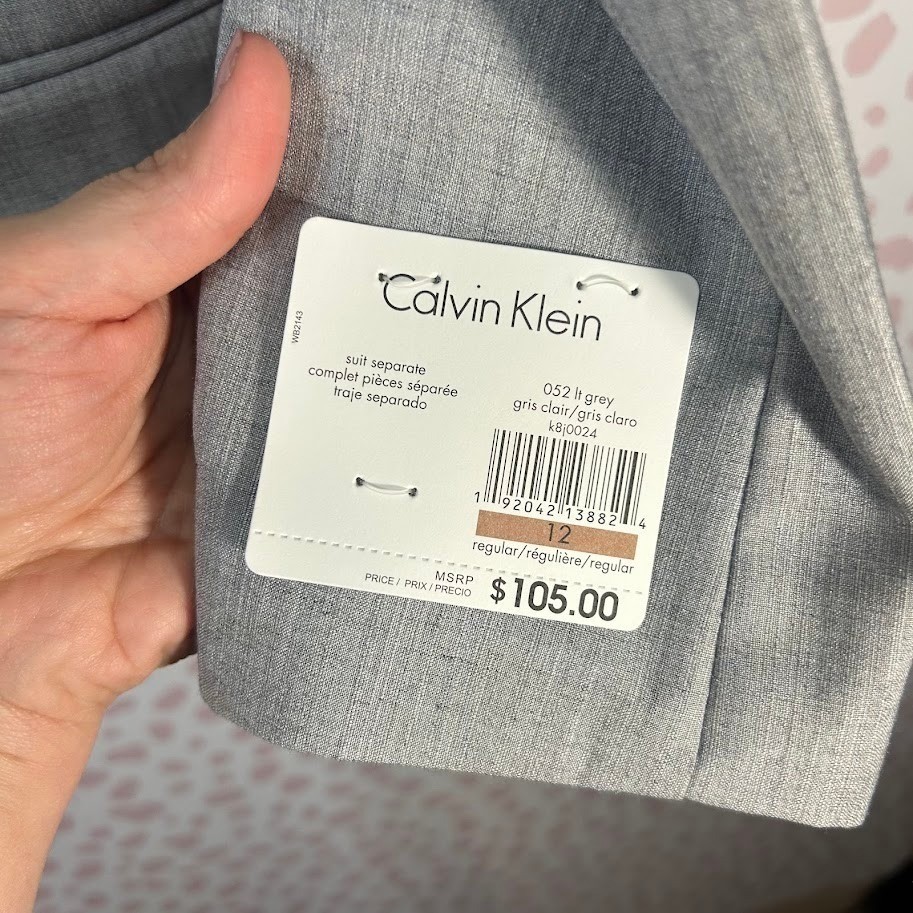 Calvin Klein
WB2143
suit separate
complet pièces séparée
traje separado
052 lt grey
gris clair/gris claro
k8j0024
1 92042 13882 4
12
regular/régulière/regular
MSRP
PRICE / PRIX / PRECIO
$105.00